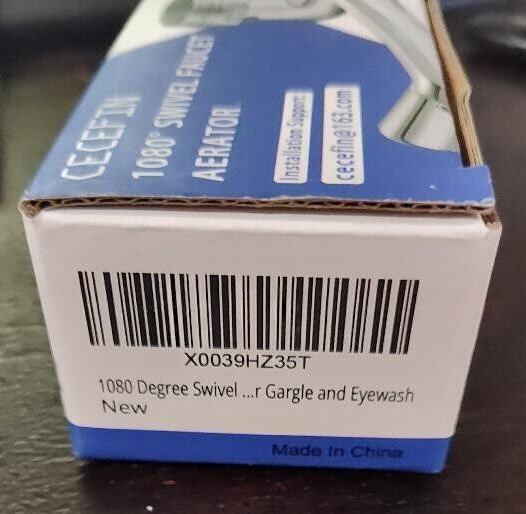 CECEFIN
1080° SWIVEL FAUCET
AERATOR
Installation Support:
cecefin@163.com
X0039HZ35T
1080 Degree Swivel ...r Gargle and Eyewash
New
Made In China